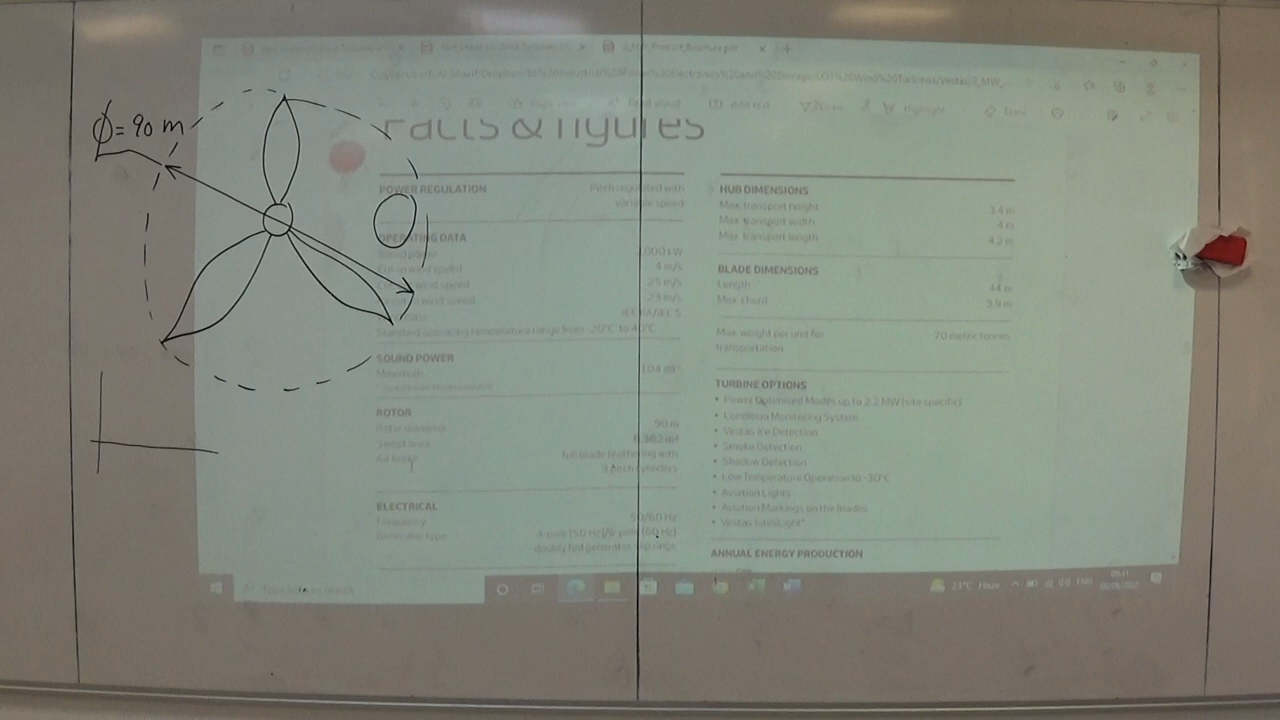 ϕ= 90 m
Facts & figures
POWER REGULATION
Pitch regulated with
variable speed
OPERATING DATA
Rated power
4 m/s
25 m/s
23 m/s
Standard operating temperature range from -20°C to 40°C
SOUND POWER
Maximum
104 dB
ROTOR
Rotor diameter 90 m
Swept area 6,362 m²
Air brake full blade feathering with
3 pitch cylinders
ELECTRICAL
Frequency 50/60 Hz
Generator type 4-pole (50 Hz)/6-pole (60 Hz)
doubly fed generator, slip rings
HUB DIMENSIONS
Max. transport height 3.4 m
Max. transport width 4 m
Max. transport length 4.2 m
BLADE DIMENSIONS
Length 44 m
Max. chord 3.9 m
Max. weight per unit for 70 metric tonnes
transportation
TURBINE OPTIONS
• Power Optimised Modes up to 2.2 MW (site specific)
• Condition Monitoring System
• Vestas Ice Detection
• Smoke Detection
• Shadow Detection
• Low Temperature Operation to -30°C
• Aviation Lights
• Aviation Markings on the Blades
• Vestas IntelliLight®
ANNUAL ENERGY PRODUCTION
Type here to search
23°C Haze
ENG